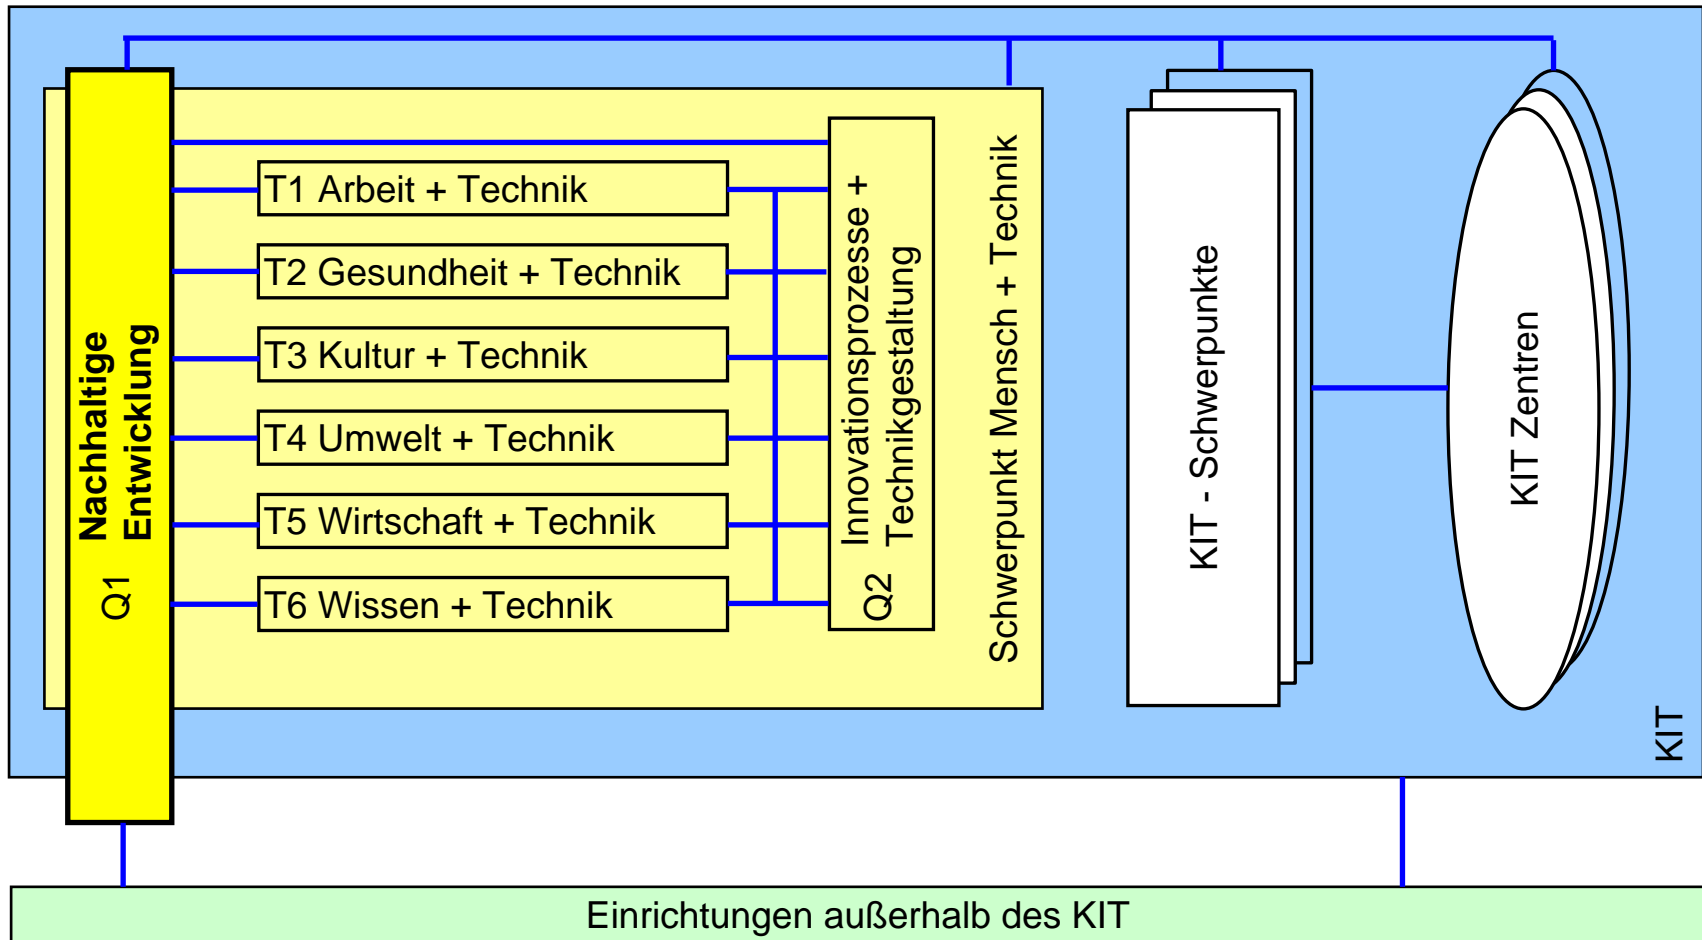 Nachhaltige
Entwicklung
Q1
T1 Arbeit + Technik
T2 Gesundheit + Technik
T3 Kultur + Technik
T4 Umwelt + Technik
T5 Wirtschaft + Technik
T6 Wissen + Technik
Q2 Innovationsprozesse +
Technikgestaltung
Schwerpunkt Mensch + Technik
KIT - Schwerpunkte
KIT Zentren
KIT
Einrichtungen außerhalb des KIT